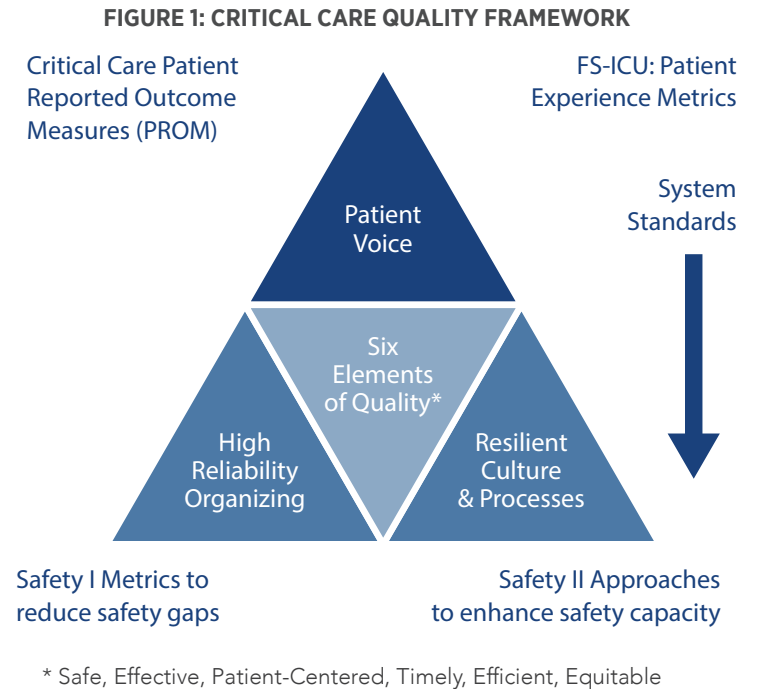 FIGURE 1: CRITICAL CARE QUALITY FRAMEWORK
Critical Care Patient
Reported Outcome
Measures (PROM)
FS-ICU: Patient
Experience Metrics
System
Standards
Patient
Voice
Six
Elements
of Quality*
High
Reliability
Organizing
Resilient
Culture
& Processes
Safety I Metrics to
reduce safety gaps
Safety II Approaches
to enhance safety capacity
* Safe, Effective, Patient-Centered, Timely, Efficient, Equitable